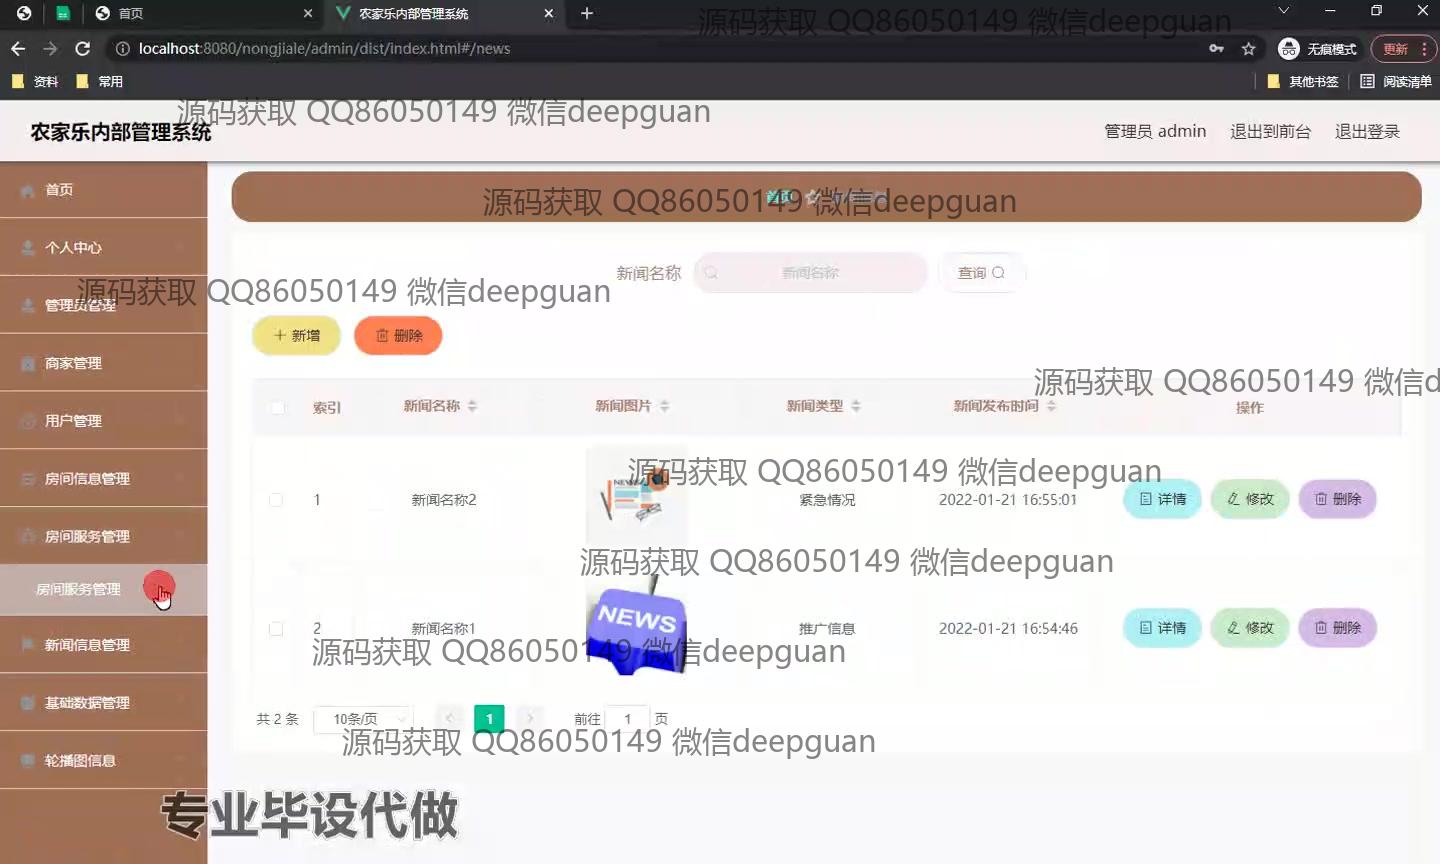 首页
农家乐内部管理系统
源码获取 QQ86050149 微信deepguan
localhost:8080/nongjiale/admin/dist/index.html#/news
无痕模式
更新
资料
常用
其他书签
阅读清单
源码获取 QQ86050149 微信deepguan
农家乐内部管理系统
管理员 admin
退出到前台
退出登录
首页
个人中心
管理员管理
商家管理
用户管理
房间信息管理
房间服务管理
房间服务管理
新闻信息管理
基础数据管理
轮播图信息
首页
源码获取 QQ86050149 微信deepguan
新闻名称
新闻名称
查询
源码获取 QQ86050149 微信deepguan
新增
删除
源码获取 QQ86050149 微信d
索引 新闻名称 新闻图片 新闻类型 新闻发布时间 操作
源码获取 QQ86050149 微信deepguan
1 新闻名称2 NEWS 紧急情况 2022-01-21 16:55:01 详情 修改 删除
源码获取 QQ86050149 微信deepguan
2 新闻名称1 NEWS 推广信息 2022-01-21 16:54:46 详情 修改 删除
源码获取 QQ86050149 微信deepguan
共 2 条 10条/页 1 前往 1 页
源码获取 QQ86050149 微信deepguan
专业毕设代做